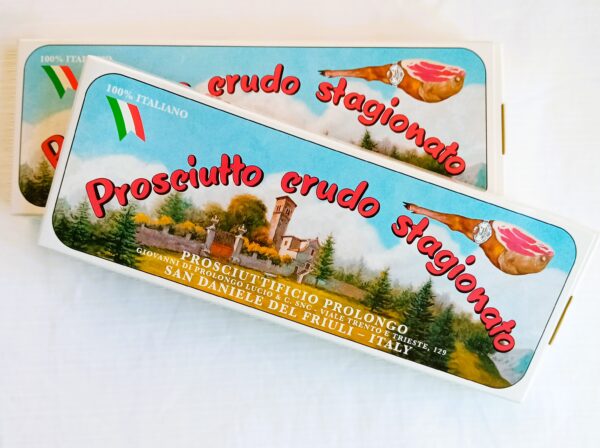 100% ITALIANO
Prosciutto crudo stagionato
100% ITALIANO
Prosciutto crudo stagionato
PROSCIUTTIFICIO PROLONGO
GIOVANNI DI PROLONGO LUCIO & C. SNC - VIALE TRENTO E TRIESTE, 129
SAN DANIELE DEL FRIULI - ITALY